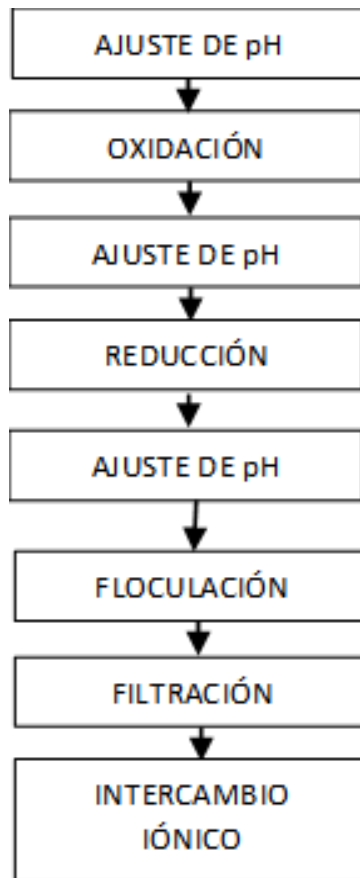 AJUSTE DE pH
OXIDACIÓN
AJUSTE DE pH
REDUCCIÓN
AJUSTE DE pH
FLOCULACIÓN
FILTRACIÓN
INTERCAMBIO
IÓNICO